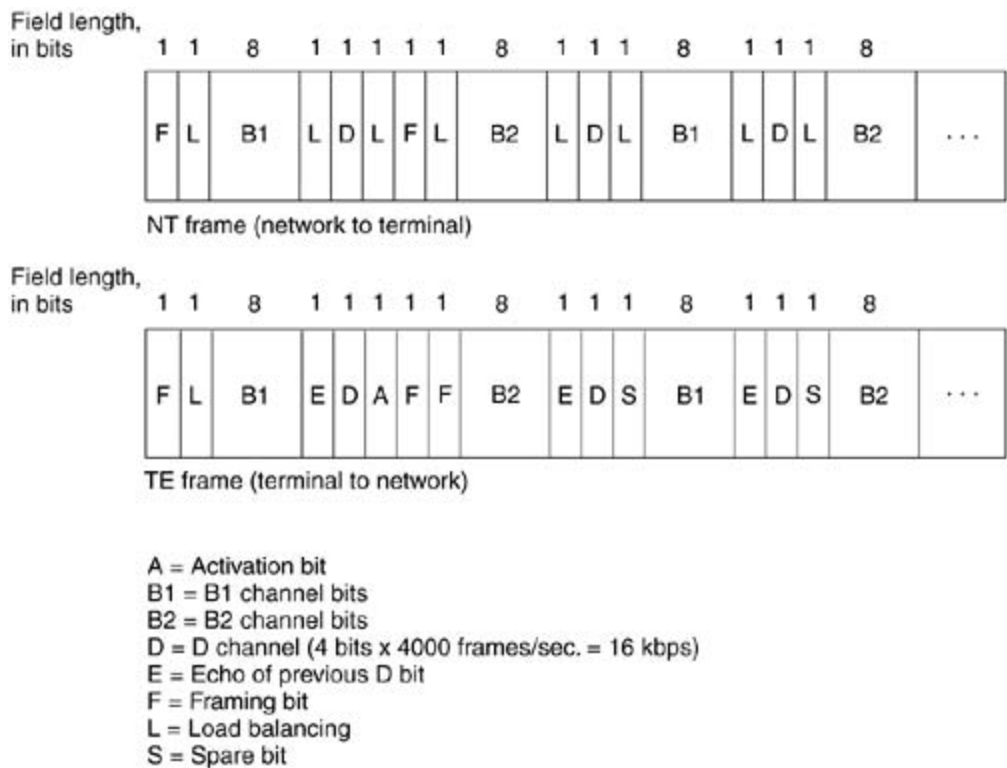 Field length,
in bits 1 1 8 1 1 1 1 1 8 1 1 1 8 1 1 1 8
F L B1 L D L F L B2 L D L B1 L D L B2 . . .
NT frame (network to terminal)
Field length,
in bits 1 1 8 1 1 1 1 1 8 1 1 1 8 1 1 1 8
F L B1 E D A F F B2 E D S B1 E D S B2 . . .
TE frame (terminal to network)
A = Activation bit
B1 = B1 channel bits
B2 = B2 channel bits
D = D channel (4 bits x 4000 frames/sec. = 16 kbps)
E = Echo of previous D bit
F = Framing bit
L = Load balancing
S = Spare bit